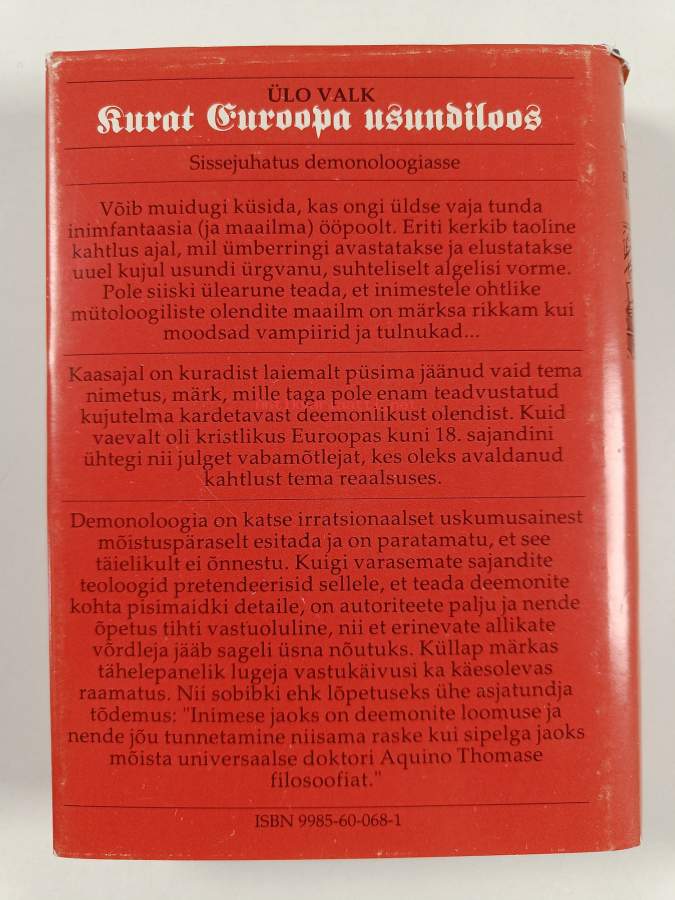 ÜLO VALK
Kurat Euroopa usundiloos
Sissejuhatus demonoloogiasse
Võib muidugi küsida, kas ongi üldse vaja tunda
inimfantaasia (ja maailma) ööpoolt. Eriti kerkib taoline
kahtlus ajal, mil ümberringi avastatakse ja elustatakse
uuel kujul usundi ürgvanu, suhteliselt algelisi vorme.
Pole siiski ülearune teada, et inimestele ohtlike
mütoloogiliste olendite maailm on märksa rikkam kui
moodsad vampiirid ja tulnukad...
Kaasajal on kuradist laiemalt püsima jäänud vaid tema
nimetus, märk, mille taga pole enam teadvustatud
kujutelma kardetavast deemonlikust olendist. Kuid
vaevalt oli kristlikus Euroopas kuni 18. sajandini
ühtegi nii julget vabamõtlejat, kes oleks avaldanud
kahtlust tema reaalsuses.
Demonoloogia on katse irratsionaalset uskumusainest
mõistuspäraselt esitada ja on paratamatu, et see
täielikult ei õnnestu. Kuigi varasemate sajandite
teoloogid pretendeerisid sellele, et teada deemonite
kohta pisimaidki detaile, on autoriteete palju ja nende
õpetus tihti vastuoluline, nii et erinevate allikate
võrdleja jääb sageli üsna nõutuks. Küllap märkas
tähelepanelik lugeja vastukäivusi ka käesolevas
raamatus. Nii sobibki ehk lõpetuseks ühe asjatundja
tõdemus: "Inimese jaoks on deemonite loomuse ja
nende jõu tunnetamine niisama raske kui sipelga jaoks
mõista universaalse doktori Aquino Thomase
filosoofiat."
ISBN 9985-60-068-1